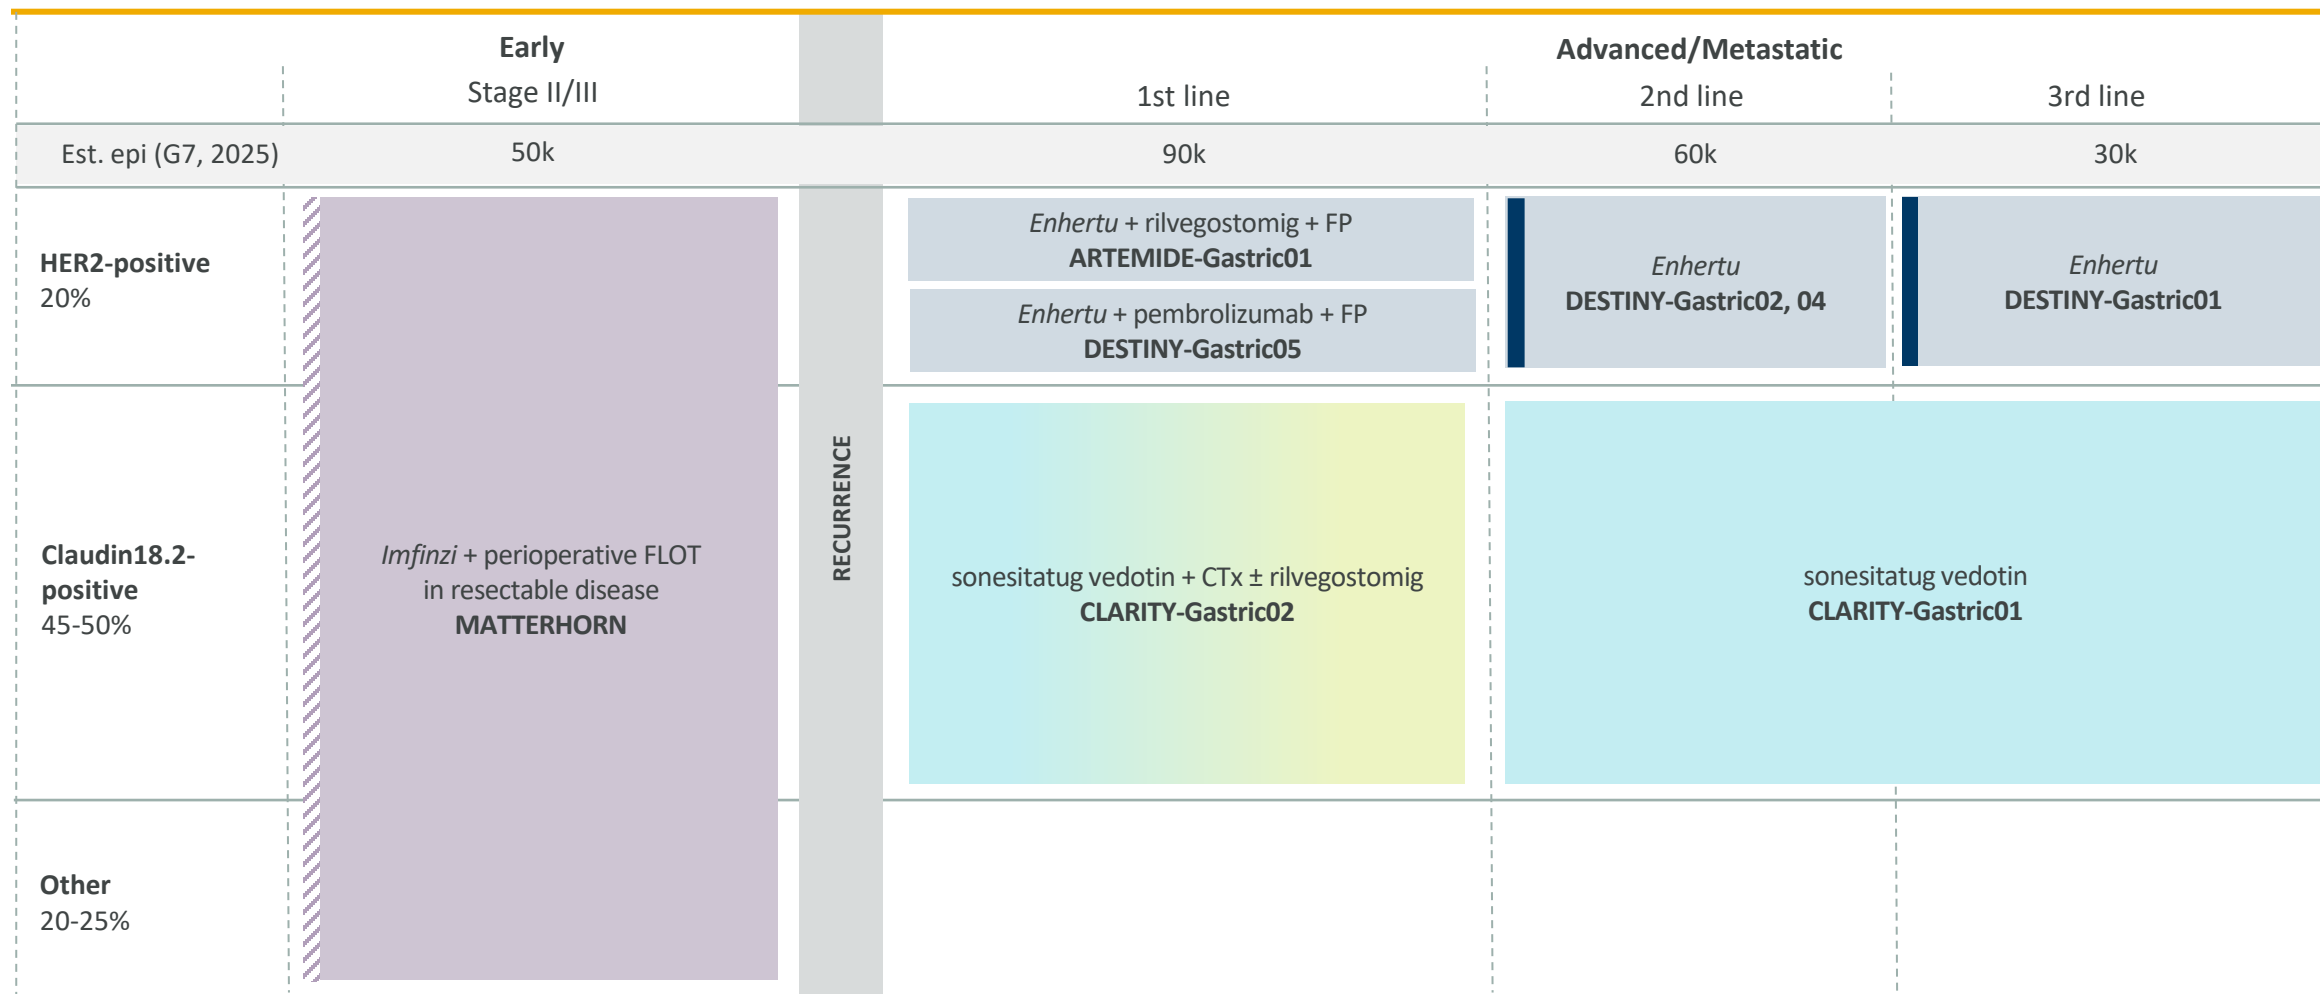 Early
Advanced/Metastatic
Stage II/III
1st line
2nd line
3rd line
Est. epi (G7, 2025)
50k
90k
60k
30k
HER2-positive
20%
Enhertu + rilvegostomig + FP
ARTEMIDE-Gastric01
Enhertu + pembrolizumab + FP
DESTINY-Gastric05
Enhertu
DESTINY-Gastric02, 04
Enhertu
DESTINY-Gastric01
RECURRENCE
Claudin18.2-
positive
45-50%
Imfinzi + perioperative FLOT
in resectable disease
MATTERHORN
sonesitatug vedotin + CTx ± rilvegostomig
CLARITY-Gastric02
sonesitatug vedotin
CLARITY-Gastric01
Other
20-25%